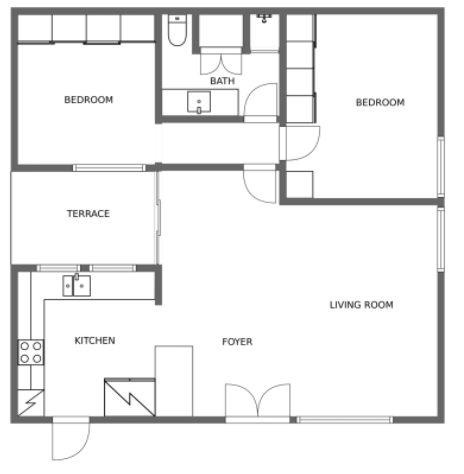 BATH
BEDROOM
BEDROOM
TERRACE
LIVING ROOM
KITCHEN
FOYER